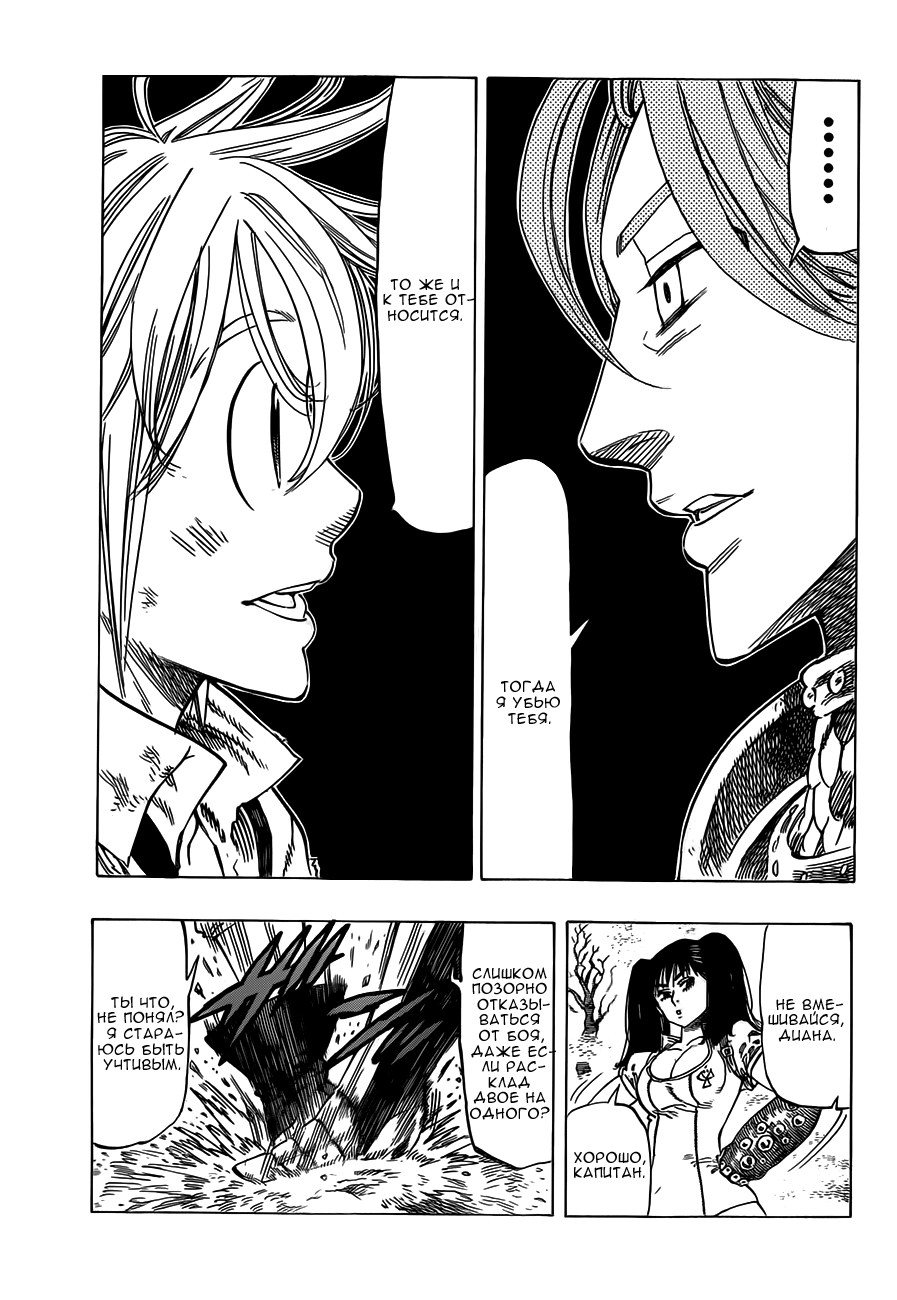 ......
ТОГДА
Я УБЬЮ
ТЕБЯ.
ТО ЖЕ И
К ТЕБЕ ОТ-
НОСИТСЯ.
НЕ ВМЕ-
ШИВАЙСЯ,
ДИАНА.
ХОРОШО,
КАПИТАН.
СЛИШКОМ
ПОЗОРНО
ОТКАЗЫ-
ВАТЬСЯ
ОТ БОЯ,
ДАЖЕ ЕС-
ЛИ РАС-
КЛАД
ДВОЕ НА
ОДНОГО?
ТЫ ЧТО,
НЕ ПОНЯЛ?
Я СТАРА-
ЮСЬ БЫТЬ
УЧТИВЫМ.